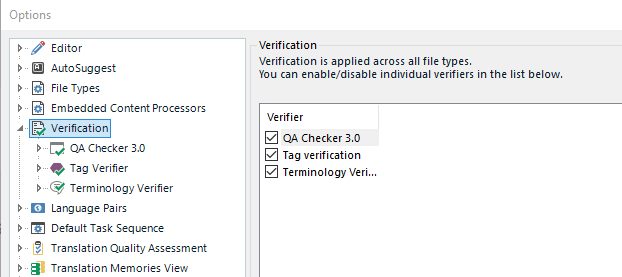 Options
Editor
AutoSuggest
File Types
Embedded Content Processors
Verification
QA Checker 3.0
Tag Verifier
Terminology Verifier
Language Pairs
Default Task Sequence
Translation Quality Assessment
Translation Memories View
Verification
Verification is applied across all file types.
You can enable/disable individual verifiers in the list below.
Verifier
QA Checker 3.0
Tag verification
Terminology Veri...